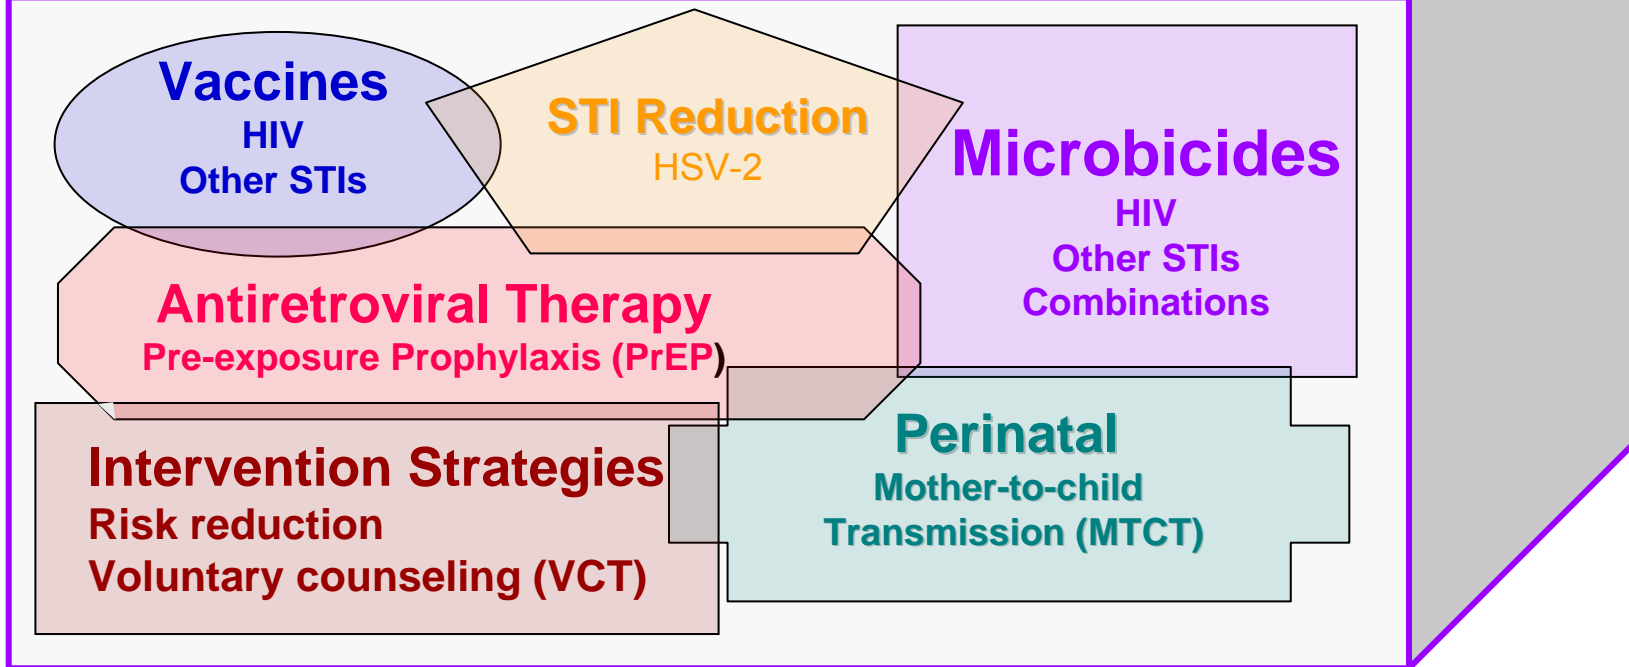 Vaccines
HIV
Other STIs
STI Reduction
HSV-2
Microbicides
HIV
Other STIs
Combinations
Antiretroviral Therapy
Pre-exposure Prophylaxis (PrEP)
Intervention Strategies
Risk reduction
Voluntary counseling (VCT)
Perinatal
Mother-to-child
Transmission (MTCT)